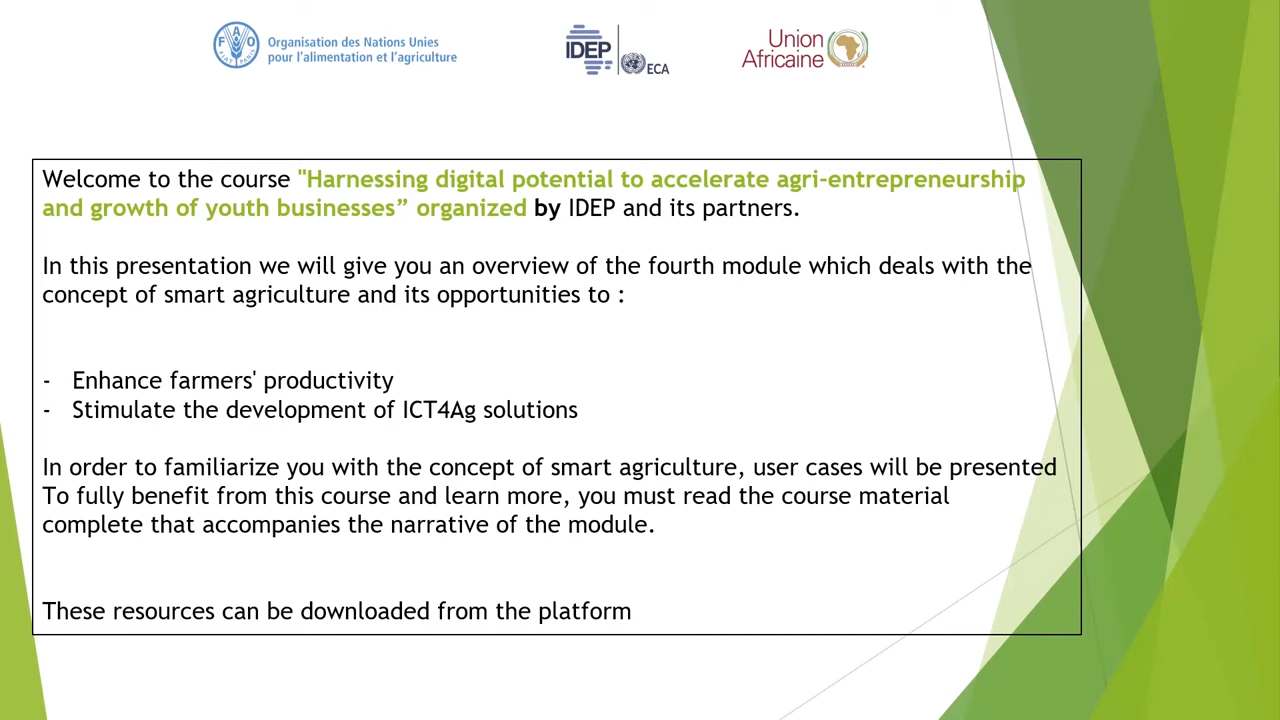 FAO
FIAT PANIS
Organisation des Nations Unies
pour l'alimentation et l'agriculture
IDEP
ECA
Union
Africaine
Welcome to the course "Harnessing digital potential to accelerate agri-entrepreneurship
and growth of youth businesses” organized by IDEP and its partners.
In this presentation we will give you an overview of the fourth module which deals with the
concept of smart agriculture and its opportunities to :
- Enhance farmers' productivity
- Stimulate the development of ICT4Ag solutions
In order to familiarize you with the concept of smart agriculture, user cases will be presented
To fully benefit from this course and learn more, you must read the course material
complete that accompanies the narrative of the module.
These resources can be downloaded from the platform